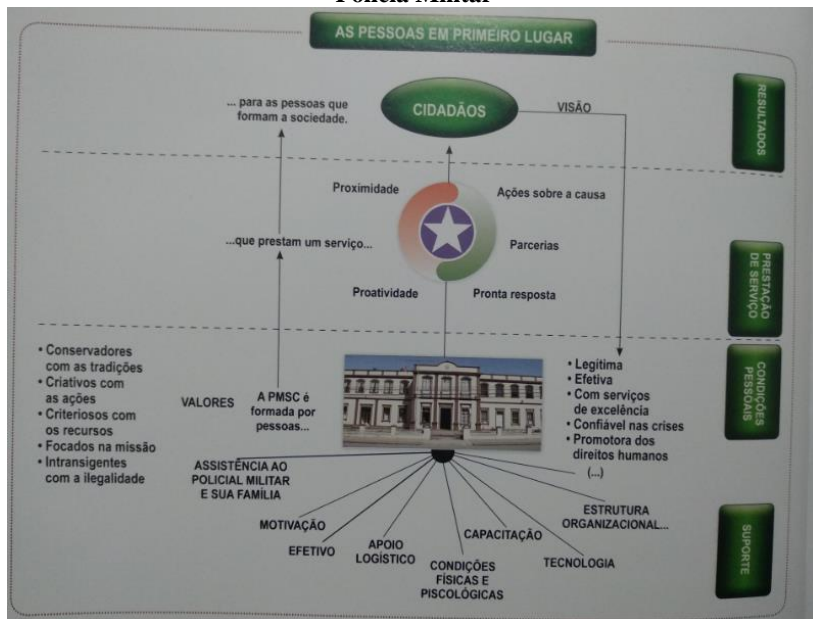 Polícia Militar
AS PESSOAS EM PRIMEIRO LUGAR
... para as pessoas que
formam a sociedade.
CIDADÃOS
VISÃO
RESULTADOS
Proximidade
Ações sobre a causa
...que prestam um serviço...
Parcerias
Proatividade
Pronta resposta
PRESTAÇÃO
DE SERVIÇO
• Conservadores
com as tradições
• Criativos com
as ações
• Criteriosos com
os recursos
• Focados na missão
• Intransigentes
com a ilegalidade
VALORES
A PMSC é
formada por
pessoas...
• Legítima
• Efetiva
• Com serviços
de excelência
• Confiável nas crises
• Promotora dos
direitos humanos
(...)
CONDIÇÕES
PESSOAIS
ASSISTÊNCIA AO
POLICIAL MILITAR
E SUA FAMÍLIA
MOTIVAÇÃO
EFETIVO
APOIO
LOGÍSTICO
CONDIÇÕES
FÍSICAS E
PISCOLÓGICAS
CAPACITAÇÃO
TECNOLOGIA
ESTRUTURA
ORGANIZACIONAL...
SUPORTE